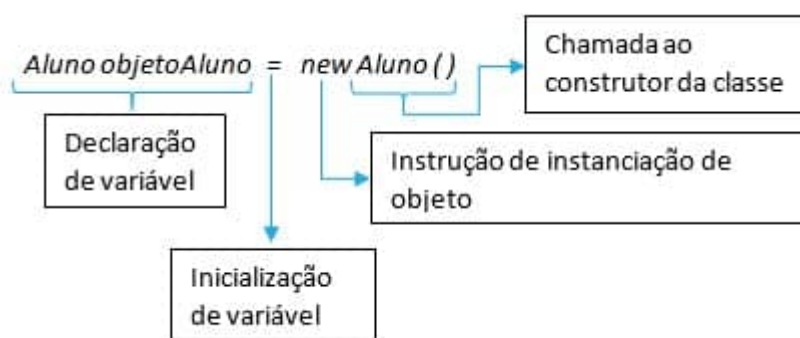 Aluno objetoAluno = new Aluno ( )
Chamada ao
construtor da classe
Declaração
de variável
Instrução de instanciação de
objeto
Inicialização
de variável